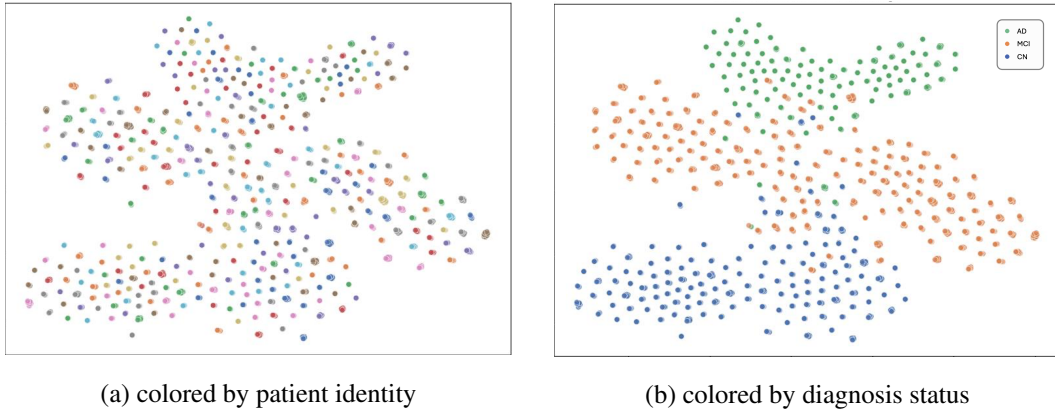 AD
MCI
CN
(a) colored by patient identity
(b) colored by diagnosis status